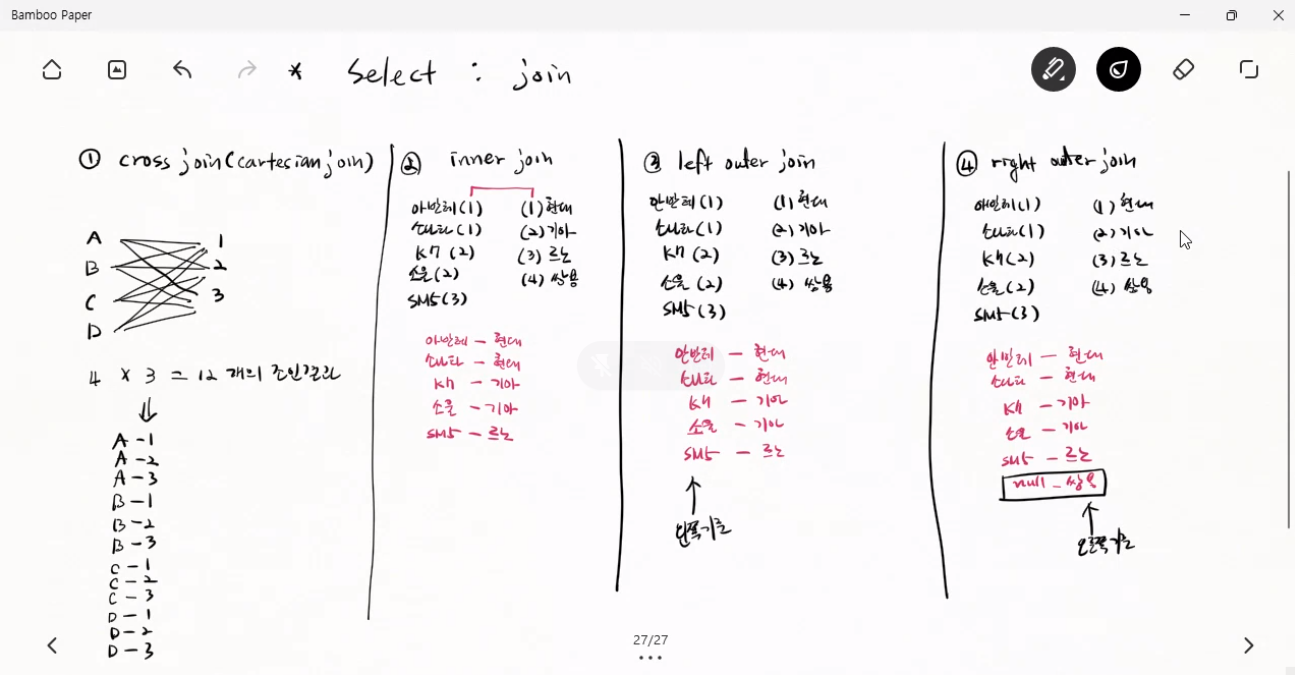 Bamboo Paper
* Select : join
① cross join(cartesian join)
A 1
B 2
C 3
D
4 × 3 = 12 개의 조인결과
A - 1
A - 2
A - 3
B - 1
B - 2
B - 3
C - 1
C - 2
C - 3
D - 1
D - 2
D - 3
② inner join
아반떼(1) (1)현대
소나타(1) (2)기아
K7 (2) (3) 르노
소울(2) (4) 쌍용
SM5(3)
아반떼 - 현대
소나타 - 현대
K7 - 기아
소울 - 기아
SM5 - 르노
③ left outer join
아반떼(1) (1)현대
소나타(1) (2)기아
K7 (2) (3)르노
소울 (2) (4) 쌍용
SM5(3)
아반떼 - 현대
소나타 - 현대
K7 - 기아
소울 - 기아
SM5 - 르노
왼쪽기준
④ right outer join
아반떼(1) (1)현대
소나타(1) (2)기아
K7(2) (3)르노
소울(2) (4)쌍용
SM5(3)
아반떼 - 현대
소나타 - 현대
K7 - 기아
소울 - 기아
SM5 - 르노
null - 쌍용
오른쪽기준
27/27